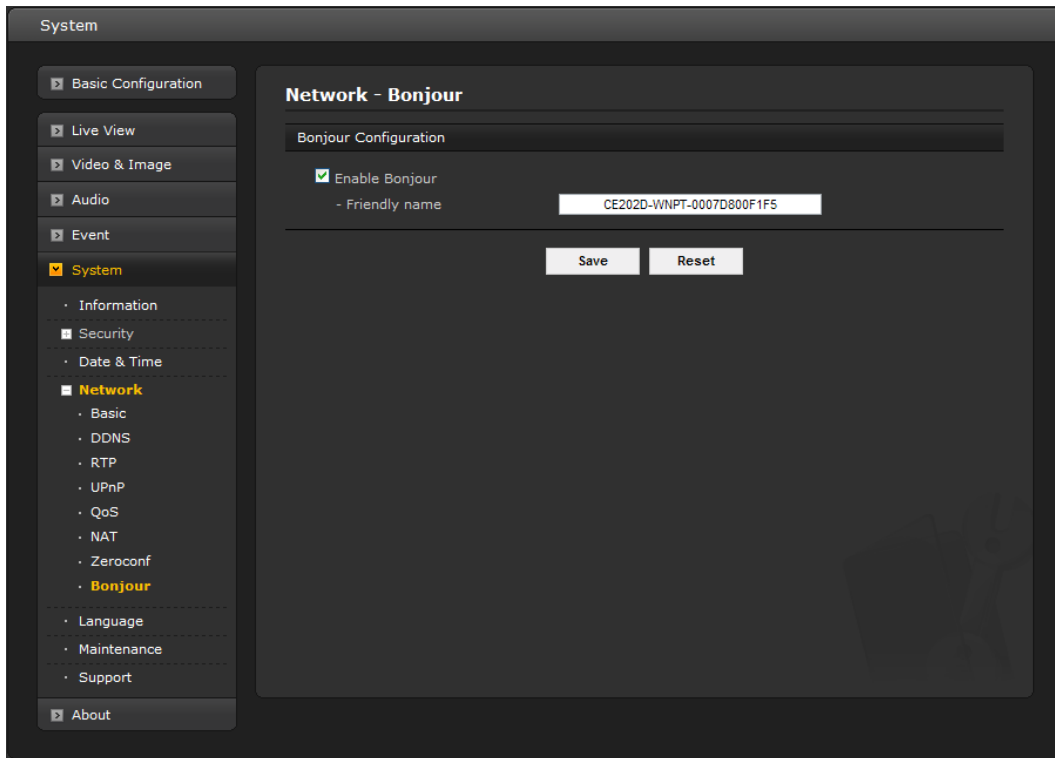 System
Basic Configuration
Live View
Video & Image
Audio
Event
System
· Information
Security
· Date & Time
Network
· Basic
· DDNS
· RTP
· UPnP
· QoS
· NAT
· Zeroconf
· Bonjour
· Language
· Maintenance
· Support
About
Network - Bonjour
Bonjour Configuration
Enable Bonjour
- Friendly name CE202D-WNPT-0007D800F1F5
Save Reset